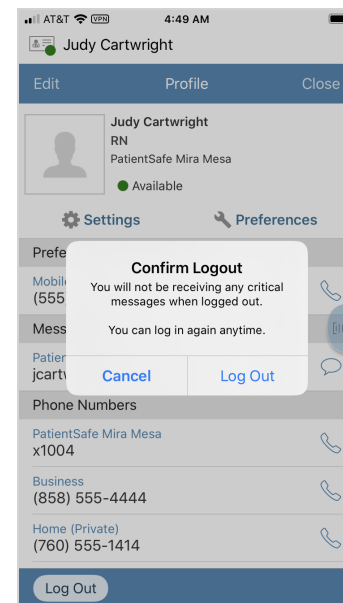 AT&T VPN 4:49 AM
Judy Cartwright
Edit Profile Close
Judy Cartwright
RN
PatientSafe Mira Mesa
Available
Settings Preferences
Confirm Logout
You will not be receiving any critical
messages when logged out.
You can log in again anytime.
Cancel Log Out
Phone Numbers
PatientSafe Mira Mesa
x1004
Business
(858) 555-4444
Home (Private)
(760) 555-1414
Log Out